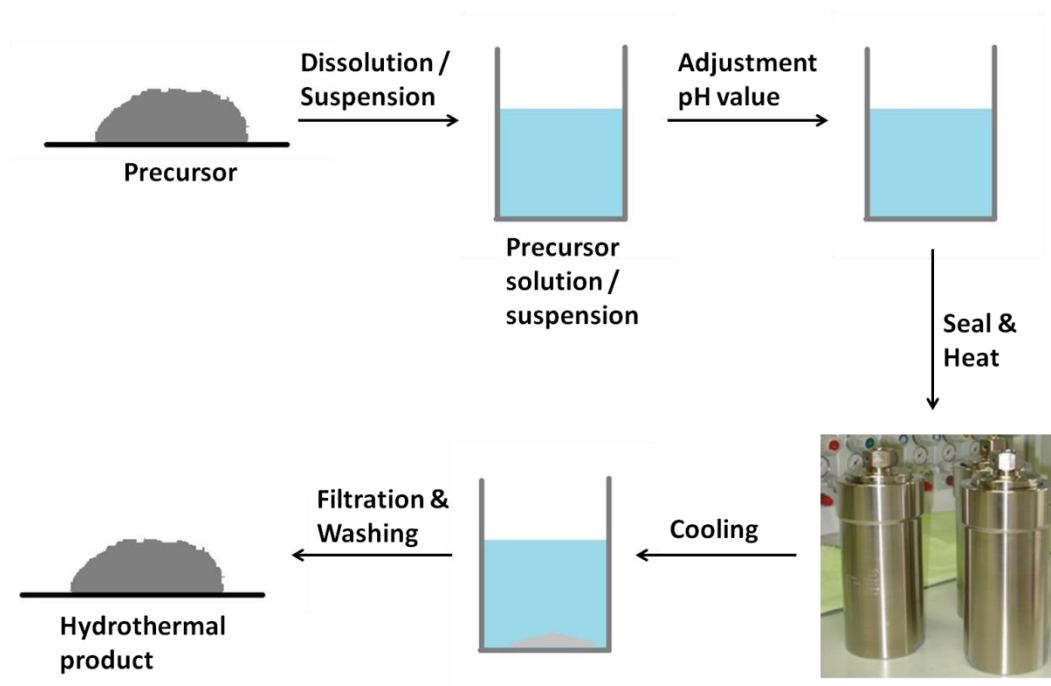 Dissolution /
Suspension
Adjustment
pH value
Precursor
Precursor
solution /
suspension
Seal &
Heat
Cooling
Filtration &
Washing
Hydrothermal
product